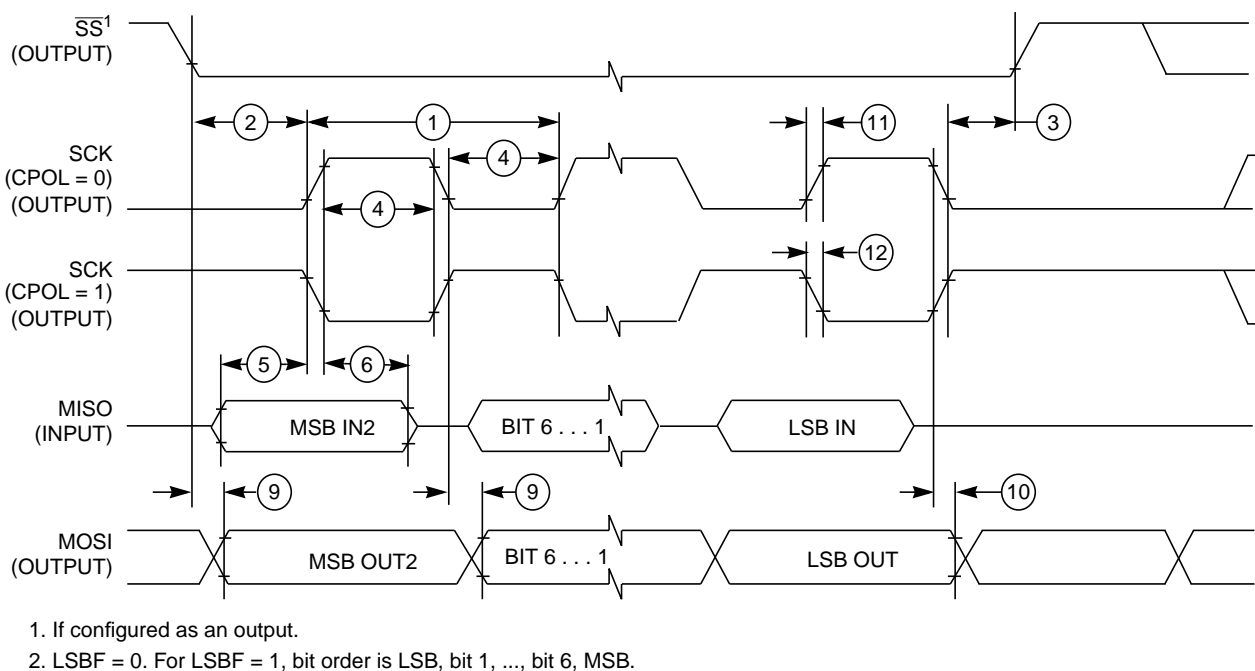 SS¹
(OUTPUT)
2
1
11
3
SCK
(CPOL = 0)
(OUTPUT)
4
4
12
SCK
(CPOL = 1)
(OUTPUT)
5
6
MISO
(INPUT)
MSB IN2
BIT 6 . . . 1
LSB IN
9
9
10
MOSI
(OUTPUT)
MSB OUT2
BIT 6 . . . 1
LSB OUT
1. If configured as an output.
2. LSBF = 0. For LSBF = 1, bit order is LSB, bit 1, ..., bit 6, MSB.